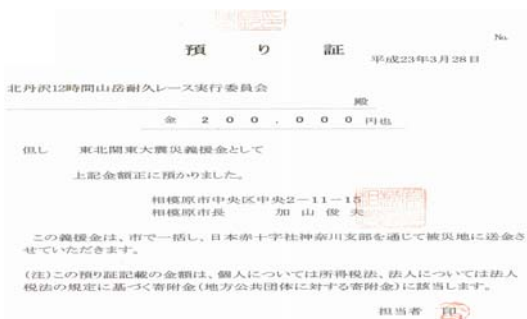 No.
預り証
平成23年3月28日
北丹沢12時間山岳耐久レース実行委員会
殿
金 200,000円也
但し 東北関東大震災義援金として
上記金額正に預かりました。
相模原市中央区中央2-11-15
相模原市長 加山俊夫
この義援金は、市で一括し、日本赤十字社神奈川支部を通じて被災地に送金さ
せていただきます。
(注)この預り証記載の金額は、個人については所得税法、法人については法人
税法の規定に基づく寄附金(地方公共団体に対する寄附金)に該当します。
担当者 印